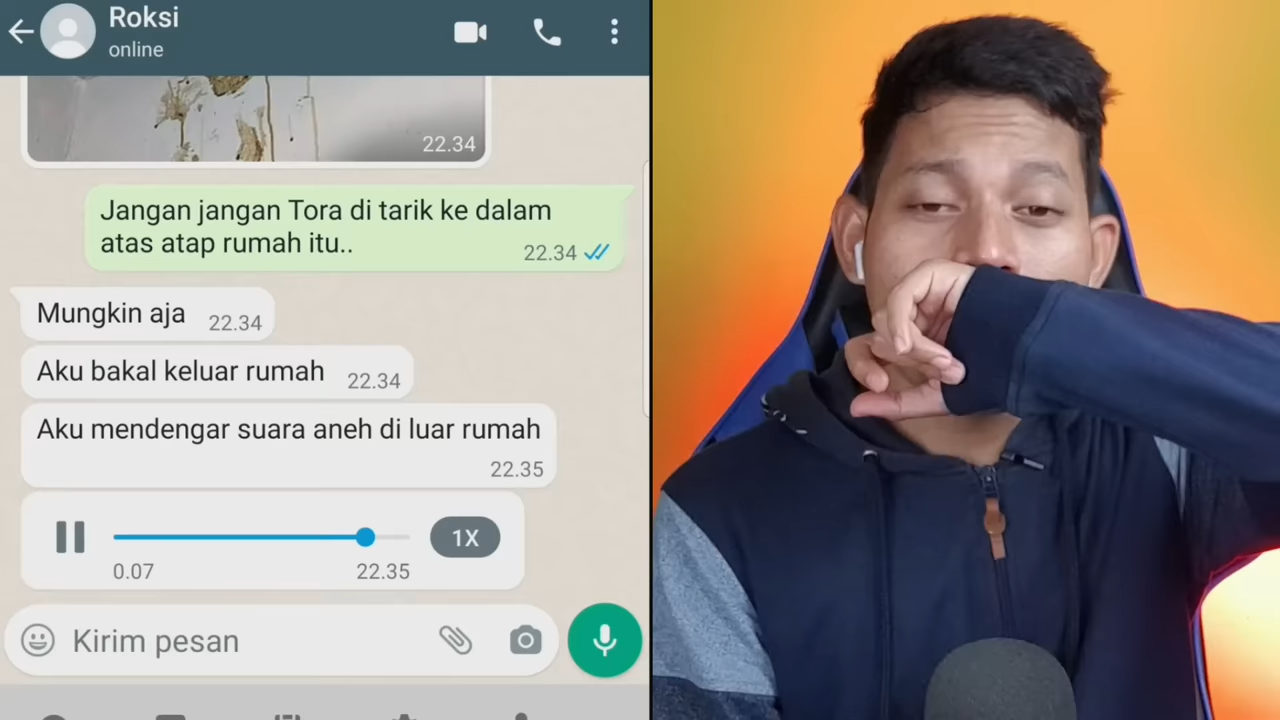 Roksi
online
22.34
Jangan jangan Tora di tarik ke dalam
atas atap rumah itu..
22.34
Mungkin aja
22.34
Aku bakal keluar rumah
22.34
Aku mendengar suara aneh di luar rumah
22.35
1X
0.07
22.35
Kirim pesan